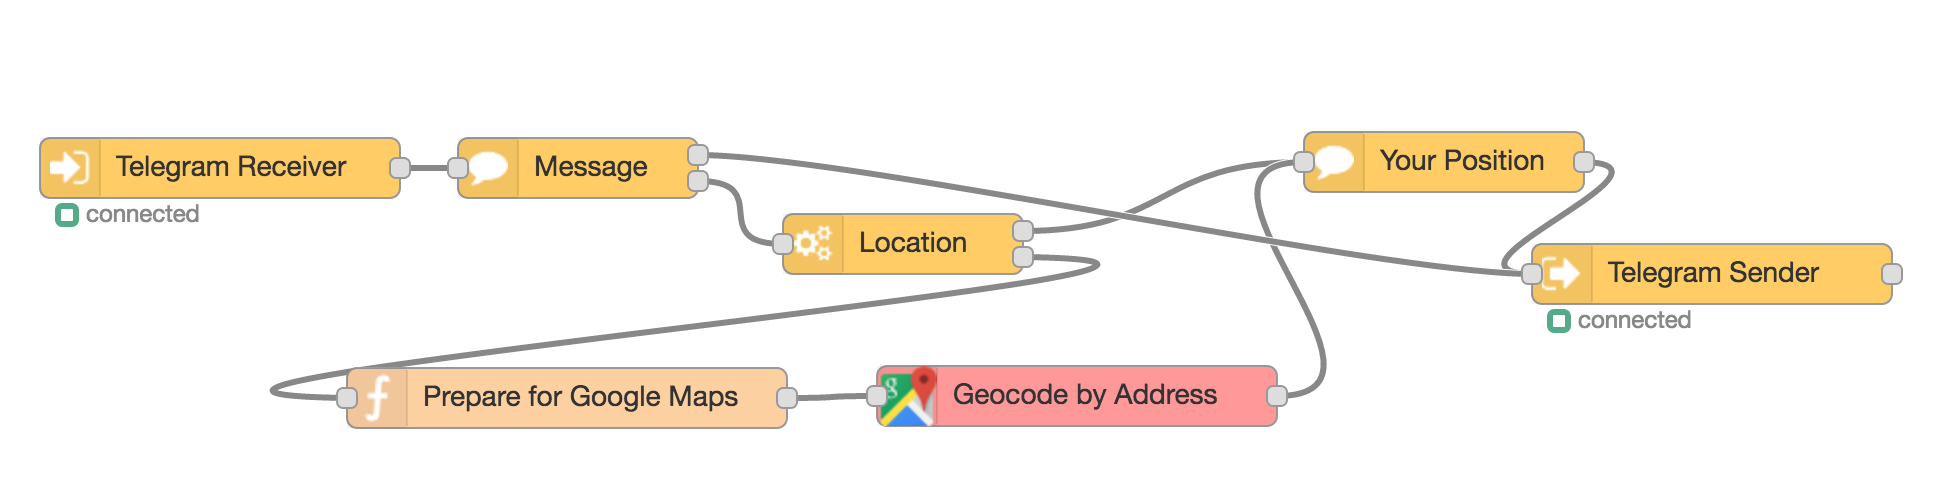 Telegram Receiver
connected
Message
Location
Your Position
Telegram Sender
connected
f
Prepare for Google Maps
g
Geocode by Address